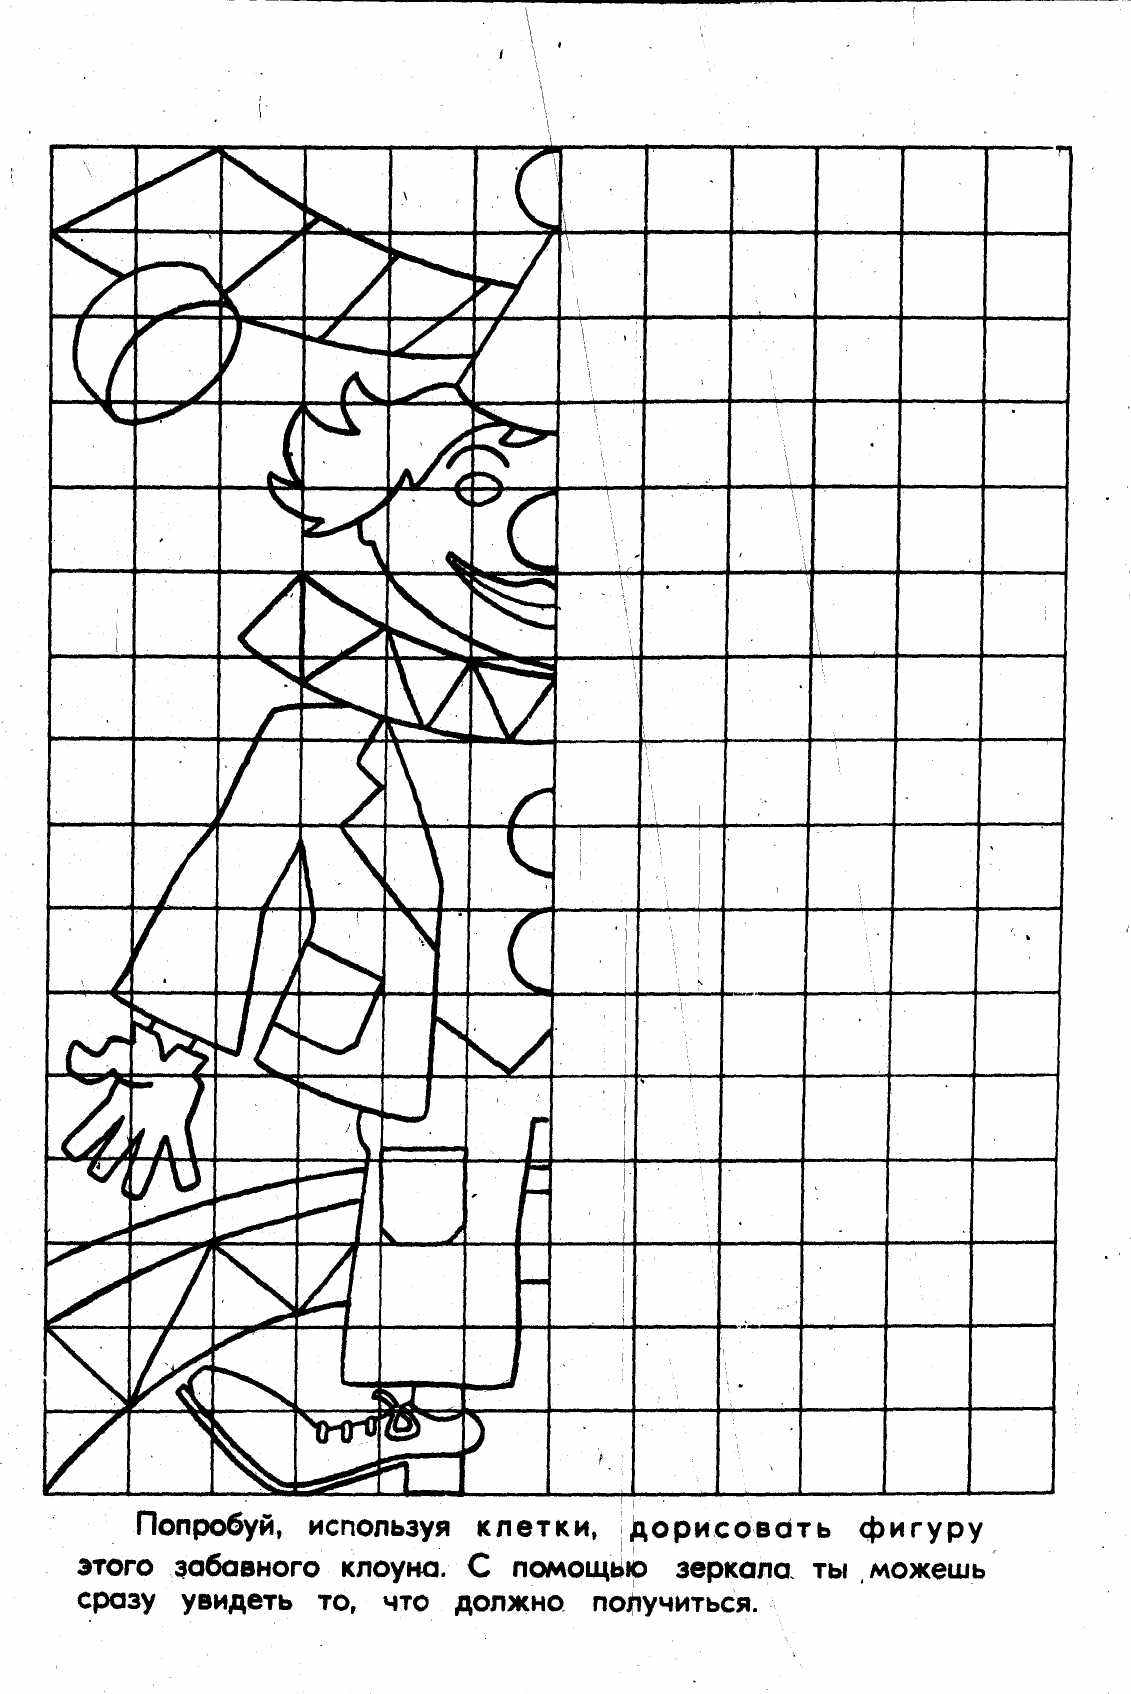 Попробуй, используя клетки, дорисовать фигуру
этого забавного клоуна. С помощью зеркала ты можешь
сразу увидеть то, что должно получиться.